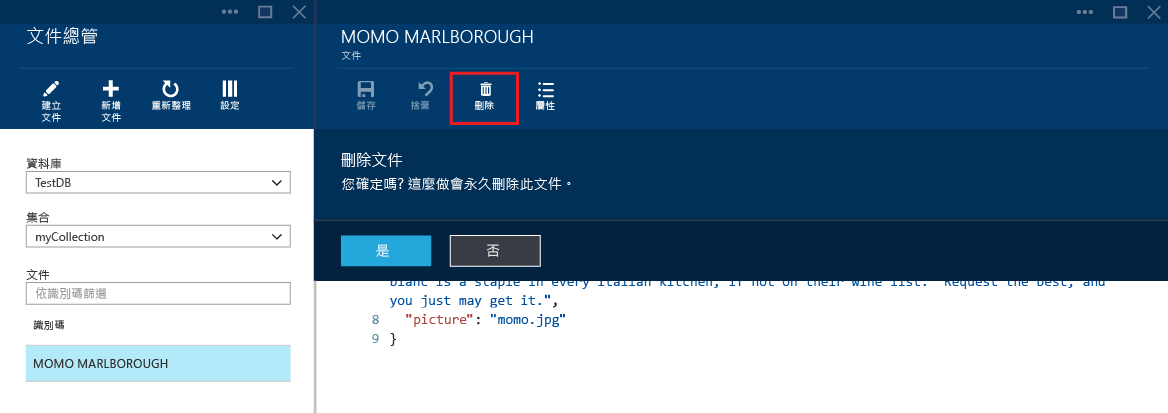 文件總管
建立
文件
新增
文件
重新整理
設定
資料庫
TestDB
集合
myCollection
文件
依識別碼篩選
識別碼
MOMO MARLBOROUGH
MOMO MARLBOROUGH
文件
儲存
捨棄
刪除
屬性
刪除文件
您確定嗎? 這麼做會永久刪除此文件。
是
否
blanc is a staple in every Italian kitchen, if not on their wine list.  Request the best, and
you just may get it.",
8 "picture": "momo.jpg"
9 }